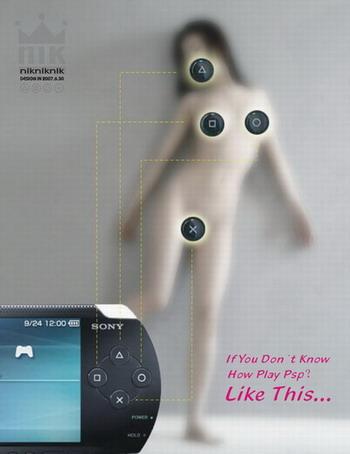 MK
nikniknik
DESIGN IN 2007.6.30
9/24 12:00
SONY
POWER
HOLD
If You Don't Know
How Play Psp'!
Like This...